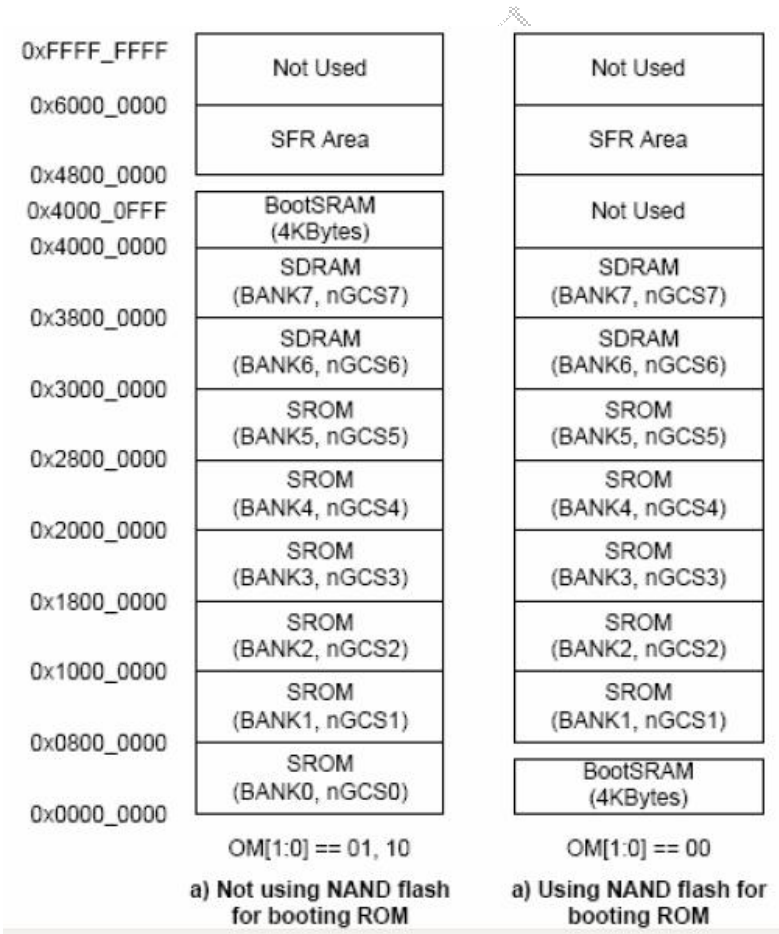 0xFFFF_FFFF
0x6000_0000
0x4800_0000
0x4000_0FFF
0x4000_0000
0x3800_0000
0x3000_0000
0x2800_0000
0x2000_0000
0x1800_0000
0x1000_0000
0x0800_0000
0x0000_0000
Not Used
SFR Area
BootSRAM
(4KBytes)
SDRAM
(BANK7, nGCS7)
SDRAM
(BANK6, nGCS6)
SROM
(BANK5, nGCS5)
SROM
(BANK4, nGCS4)
SROM
(BANK3, nGCS3)
SROM
(BANK2, nGCS2)
SROM
(BANK1, nGCS1)
SROM
(BANK0, nGCS0)
OM[1:0] == 01, 10
a) Not using NAND flash
for booting ROM
Not Used
SFR Area
Not Used
SDRAM
(BANK7, nGCS7)
SDRAM
(BANK6, nGCS6)
SROM
(BANK5, nGCS5)
SROM
(BANK4, nGCS4)
SROM
(BANK3, nGCS3)
SROM
(BANK2, nGCS2)
SROM
(BANK1, nGCS1)
BootSRAM
(4KBytes)
OM[1:0] == 00
a) Using NAND flash for
booting ROM